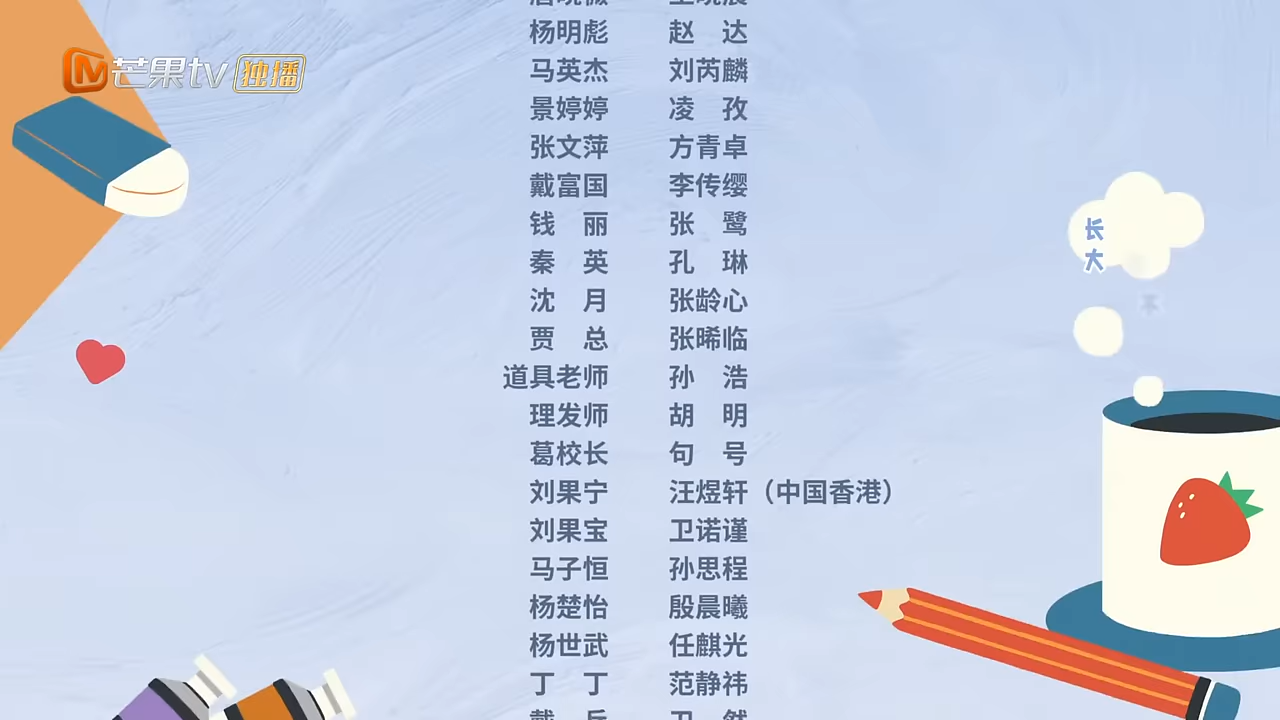 杨明彪 赵 达
芒果tv 独播
马英杰 刘芮麟
景婷婷 凌 孜
张文萍 方青卓
戴富国 李传缨
钱 丽 张 鹭
秦 英 孔 琳
沈 月 张龄心
贾 总 张晞临
道具老师 孙 浩
理发师 胡 明
葛校长 句 号
刘果宁 汪煜轩（中国香港）
刘果宝 卫诺谨
马子恒 孙思程
杨楚怡 殷晨曦
杨世武 任麒光
丁 丁 范静祎
长大